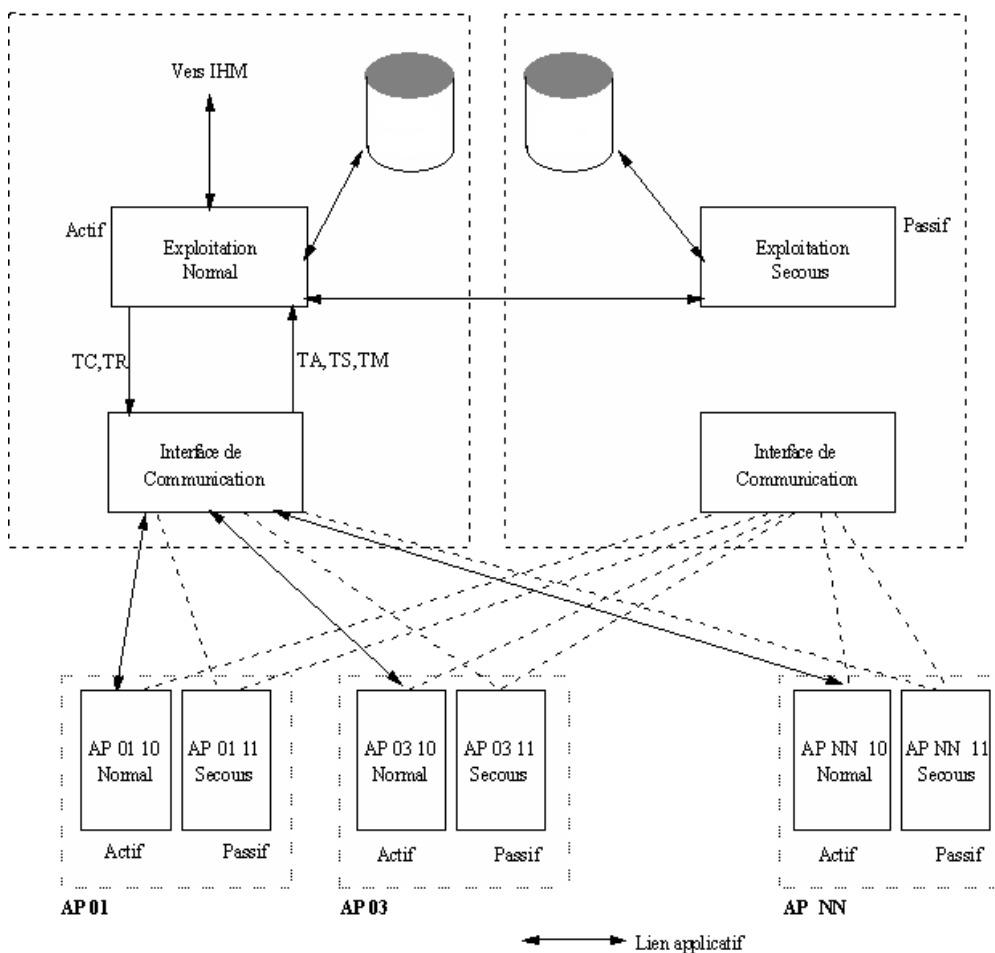 Vers IHM
Actif
Exploitation
Normal
Passif
Exploitation
Secours
TC,TR
TA,TS,TM
Interface de
Communication
Interface de
Communication
AP 01 10
Normal
AP 01 11
Secours
AP 03 10
Normal
AP 03 11
Secours
AP NN 10
Normal
AP NN 11
Secours
Actif
Passif
Actif
Passif
Actif
Passif
AP 01
AP 03
AP NN
Lien applicatif